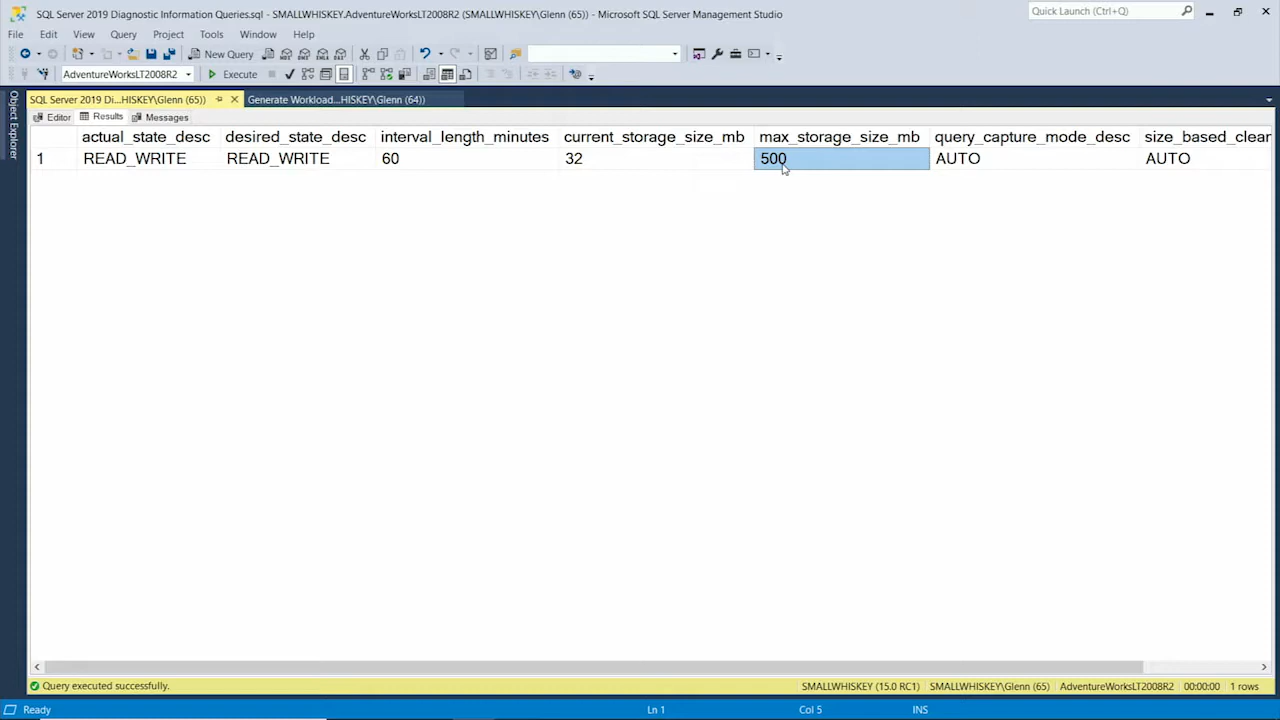 SQL Server 2019 Diagnostic Information Queries.sql - SMALLWHISKEY.AdventureWorksLT2008R2 (SMALLWHISKEY\Glenn (65)) - Microsoft SQL Server Management Studio
Quick Launch (Ctrl+Q)
File Edit View Query Project Tools Window Help
New Query
AdventureWorksLT2008R2 Execute
Object Explorer
SQL Server 2019 Di...HISKEY\Glenn (65)) Generate Workload...HISKEY\Glenn (64))
Editor Results Messages
actual_state_desc desired_state_desc interval_length_minutes current_storage_size_mb max_storage_size_mb query_capture_mode_desc size_based_clear
1 READ_WRITE READ_WRITE 60 32 500 AUTO AUTO
Query executed successfully. SMALLWHISKEY (15.0 RC1) SMALLWHISKEY\Glenn (65) AdventureWorksLT2008R2 00:00:00 1 rows
Ready Ln 1 Col 5 INS